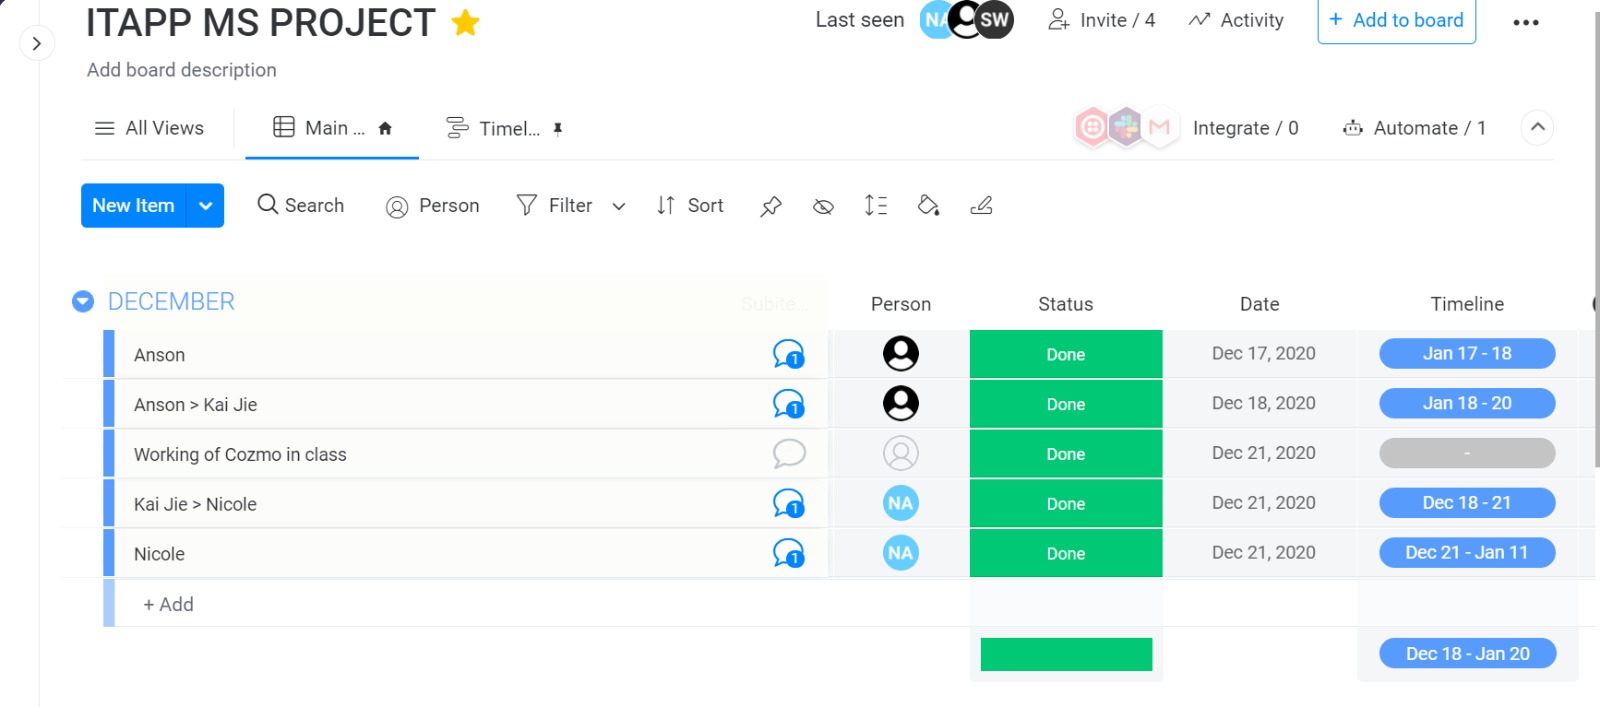 ITAPP MS PROJECT
Last seen NA SW Invite / 4 Activity + Add to board
Add board description
All Views Main ... Timel... Integrate / 0 Automate / 1
New Item Search Person Filter Sort
DECEMBER Subite... Person Status Date Timeline
Anson 1 Done Dec 17, 2020 Jan 17 - 18
Anson > Kai Jie 1 Done Dec 18, 2020 Jan 18 - 20
Working of Cozmo in class Done Dec 21, 2020 -
Kai Jie > Nicole 1 NA Done Dec 21, 2020 Dec 18 - 21
Nicole 1 NA Done Dec 21, 2020 Dec 21 - Jan 11
+ Add
Dec 18 - Jan 20